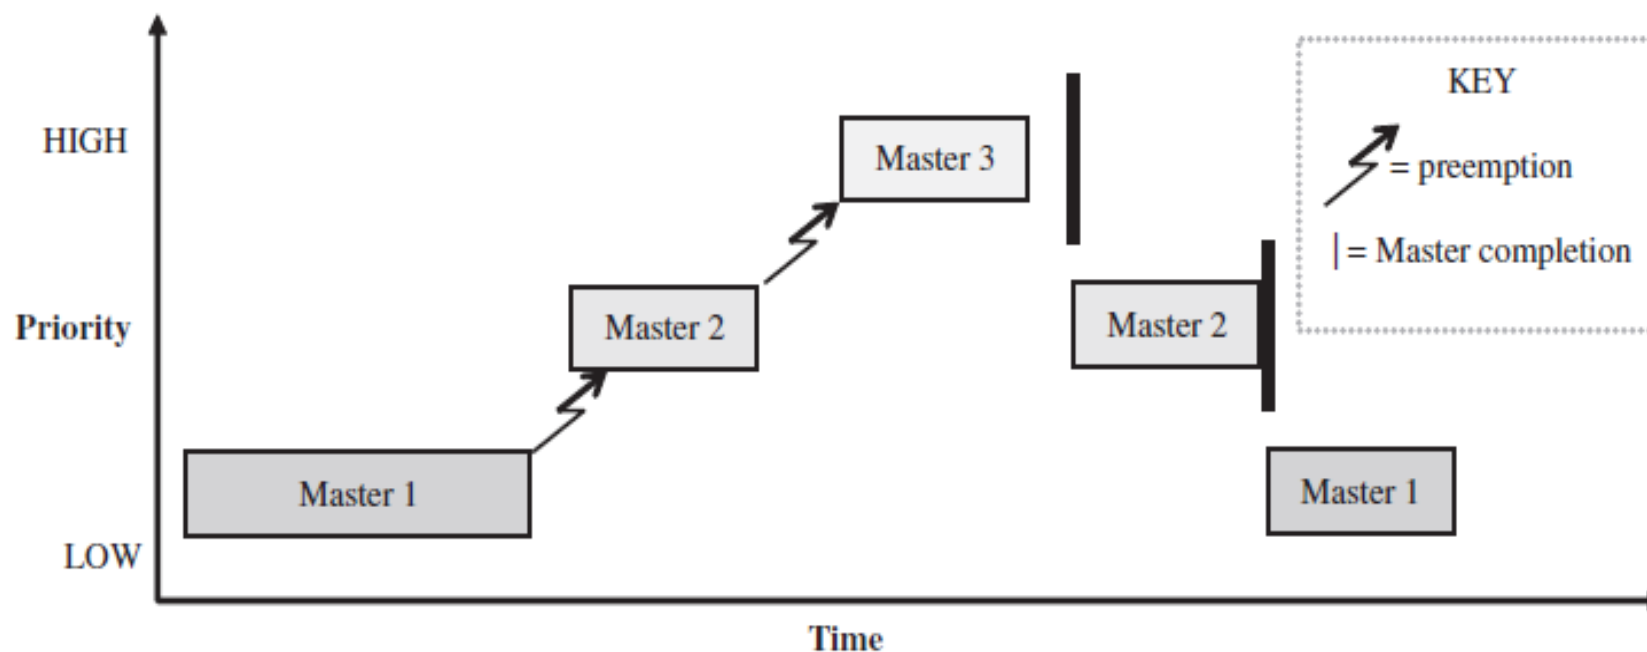 HIGH
Priority
LOW
Master 1
Master 2
Master 3
Master 2
Master 1
Time
KEY
= preemption
| = Master completion